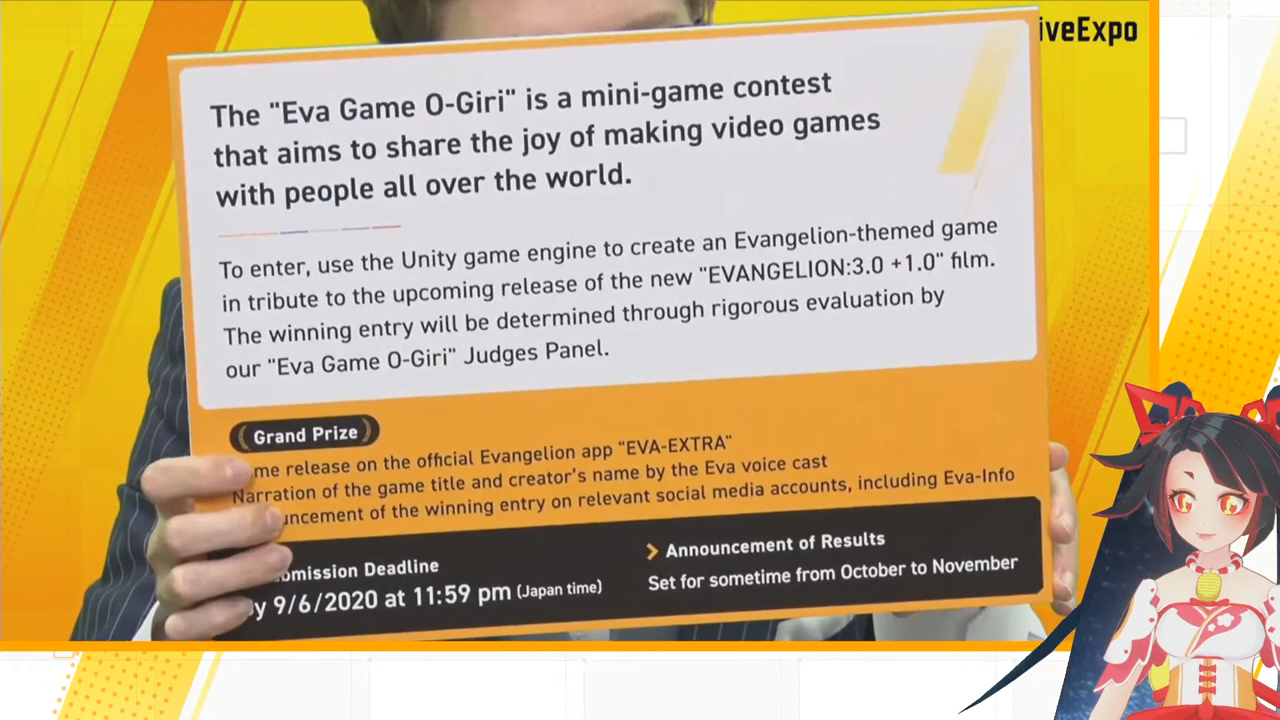 iveExpo
The "Eva Game O-Giri" is a mini-game contest
that aims to share the joy of making video games
with people all over the world.
To enter, use the Unity game engine to create an Evangelion-themed game
in tribute to the upcoming release of the new "EVANGELION:3.0 +1.0" film.
The winning entry will be determined through rigorous evaluation by
our "Eva Game O-Giri" Judges Panel.
Grand Prize
me release on the official Evangelion app "EVA-EXTRA"
Narration of the game title and creator's name by the Eva voice cast
uncement of the winning entry on relevant social media accounts, including Eva-Info
bmission Deadline
y 9/6/2020 at 11:59 pm (Japan time)
Announcement of Results
Set for sometime from October to November